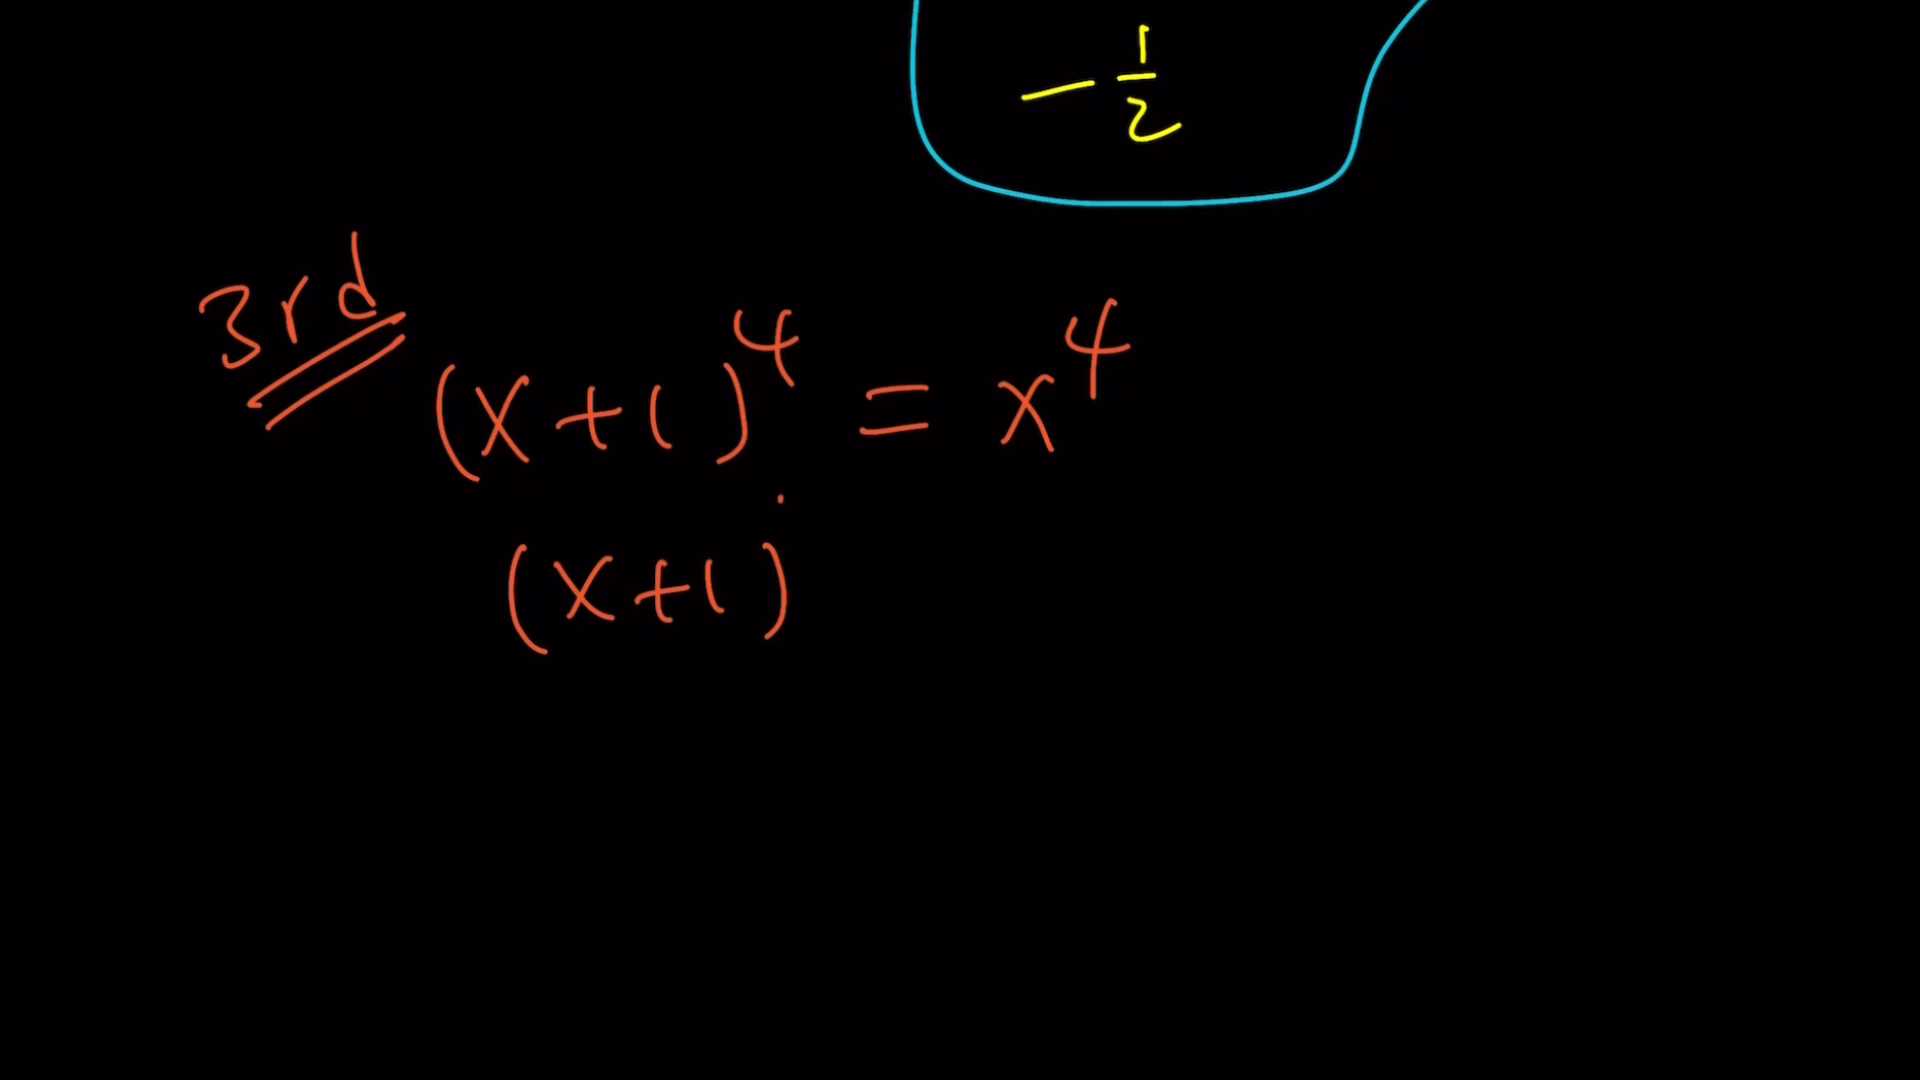 -1/2
3rd
(x+1)^4 = x^4
(x+1)